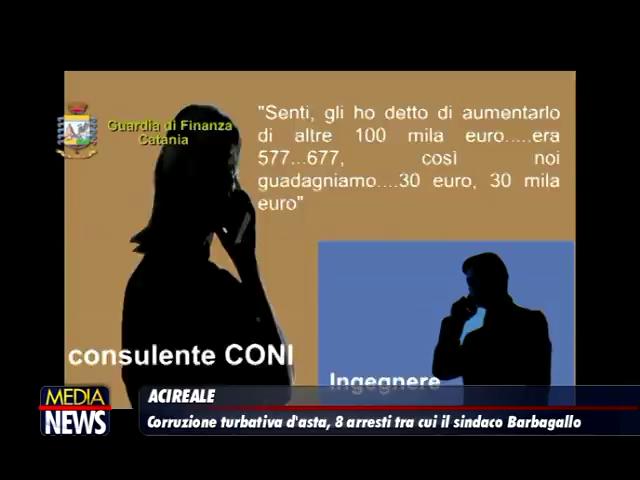 Guardia di Finanza
Catania
"Senti, gli ho detto di aumentarlo
di altre 100 mila euro.....era
577...677, così noi
guadagniamo....30 euro, 30 mila
euro"
consulente CONI
Ingegnere
MEDIA
NEWS
ACIREALE
Corruzione turbativa d'asta, 8 arresti tra cui il sindaco Barbagallo